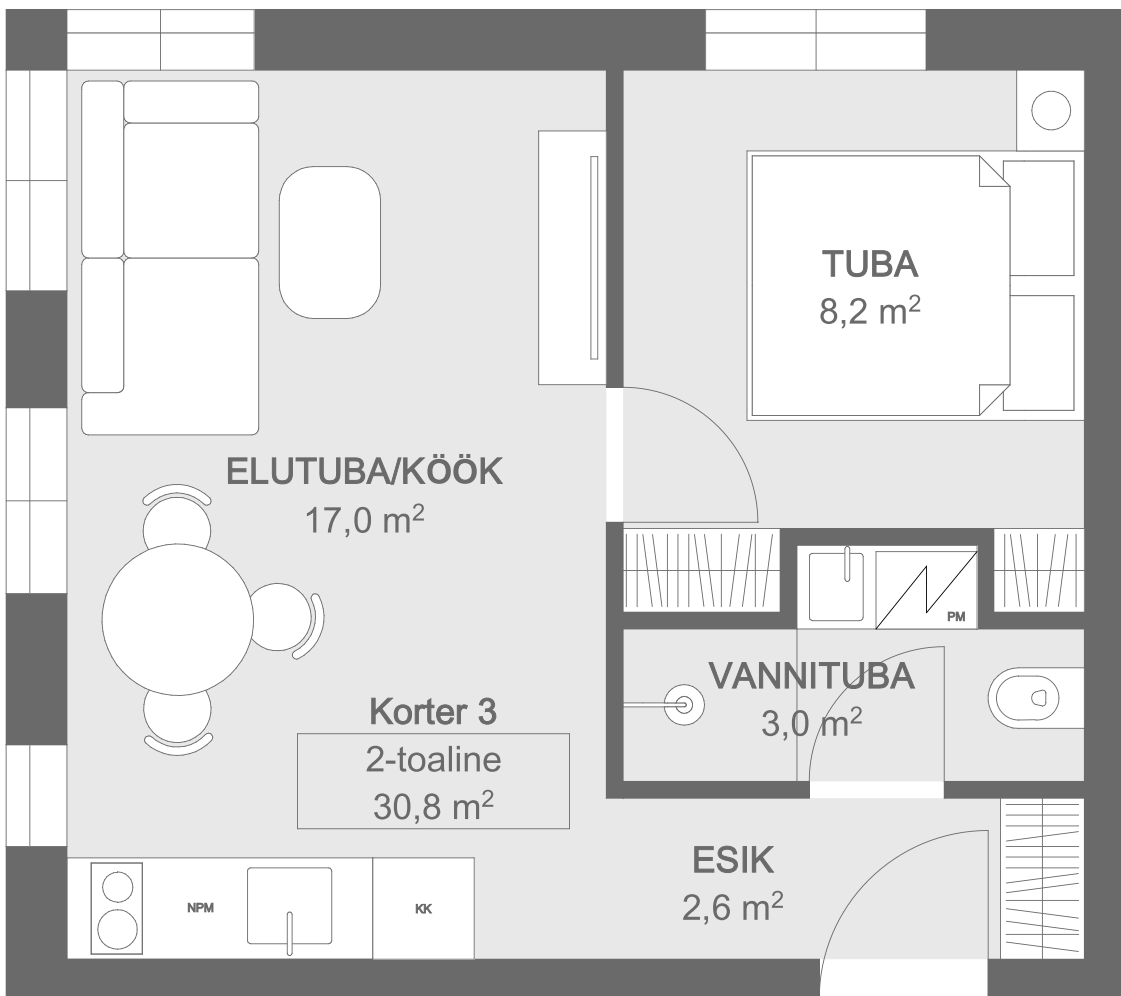 TUBA
8,2 m²
ELUTUBA/KÖÖK
17,0 m²
PM
VANNITUBA
3,0 m²
Korter 3
2-toaline
30,8 m²
ESIK
2,6 m²
NPM
KK